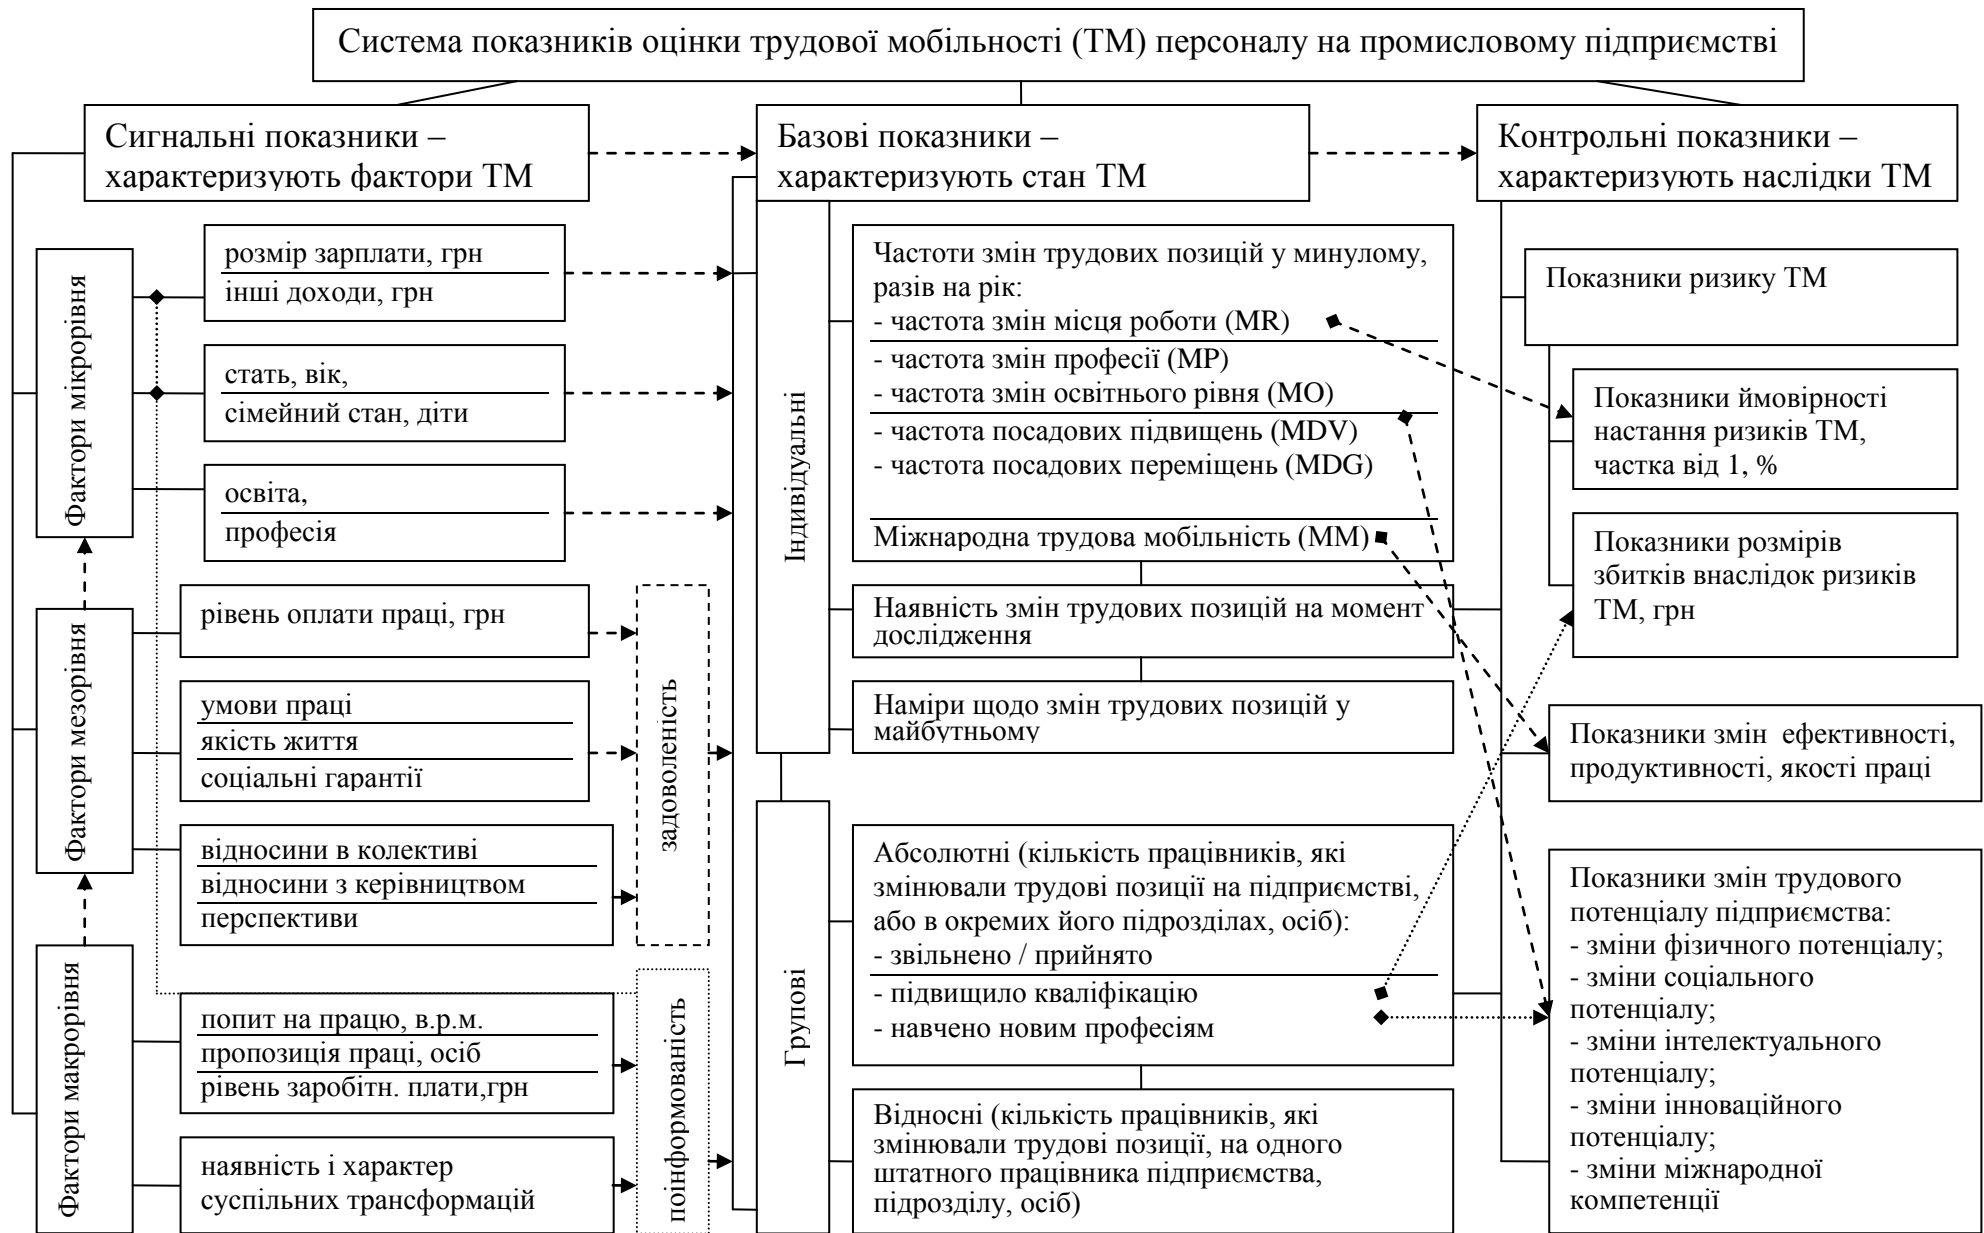 Система показників оцінки трудової мобільності (ТМ) персоналу на промисловому підприємстві
Сигнальні показники –
характеризують фактори ТМ
Базові показники –
характеризують стан ТМ
Контрольні показники –
характеризують наслідки ТМ
Фактори мікрорівня
розмір зарплати, грн
інші доходи, грн
стать, вік,
сімейний стан, діти
освіта,
професія
Фактори мезорівня
рівень оплати праці, грн
умови праці
якість життя
соціальні гарантії
відносини в колективі
відносини з керівництвом
перспективи
задоволеність
Фактори макрорівня
попит на працю, в.р.м.
пропозиція праці, осіб
рівень заробітн. плати,грн
наявність і характер
суспільних трансформацій
поінформованість
Індивідуальні
Частоти змін трудових позицій у минулому,
разів на рік:
- частота змін місця роботи (MR)
- частота змін професії (MP)
- частота змін освітнього рівня (MO)
- частота посадових підвищень (MDV)
- частота посадових переміщень (MDG)
Міжнародна трудова мобільність (ММ)
Наявність змін трудових позицій на момент
дослідження
Наміри щодо змін трудових позицій у
майбутньому
Групові
Абсолютні (кількість працівників, які
змінювали трудові позиції на підприємстві,
або в окремих його підрозділах, осіб):
- звільнено / прийнято
- підвищило кваліфікацію
- навчено новим професіям
Відносні (кількість працівників, які
змінювали трудові позиції, на одного
штатного працівника підприємства,
підрозділу, осіб)
Показники ризику ТМ
Показники ймовірності
настання ризиків ТМ,
частка від 1, %
Показники розмірів
збитків внаслідок ризиків
ТМ, грн
Показники змін ефективності,
продуктивності, якості праці
Показники змін трудового
потенціалу підприємства:
- зміни фізичного потенціалу;
- зміни соціального
потенціалу;
- зміни інтелектуального
потенціалу;
- зміни інноваційного
потенціалу;
- зміни міжнародної
компетенції